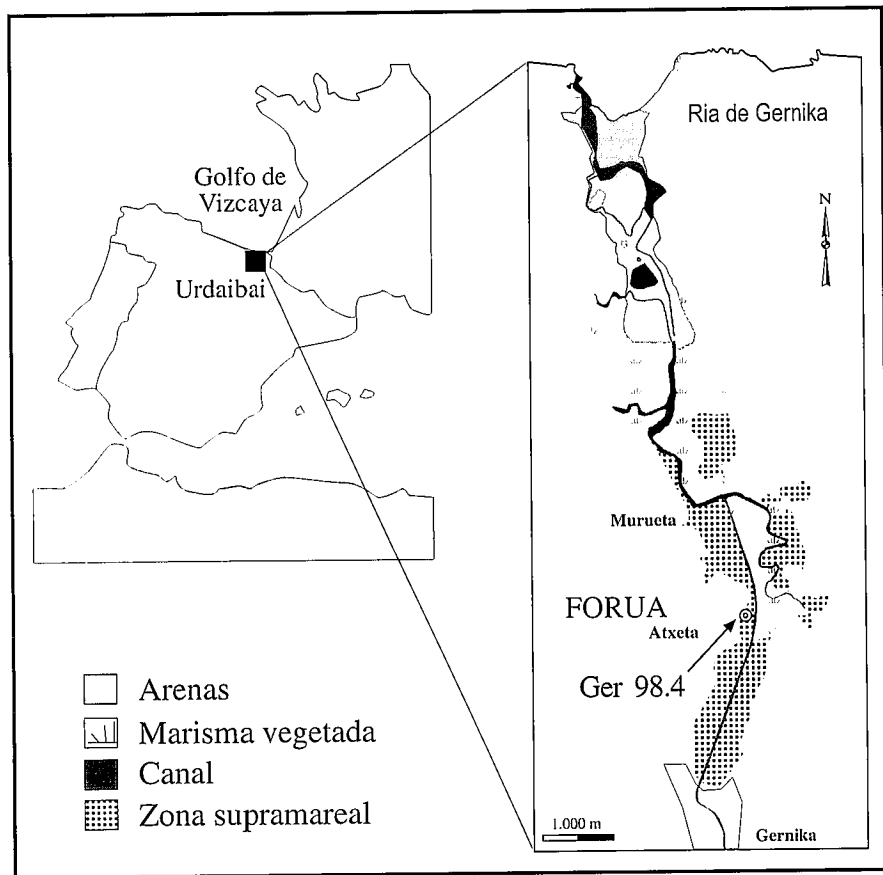 Golfo de
Vizcaya
Urdaibai
Ria de Gernika
N
Murueta
FORUA
Atxeta
Ger 98.4
Arenas
Marisma vegetada
Canal
Zona supramareal
1.000 m
Gernika